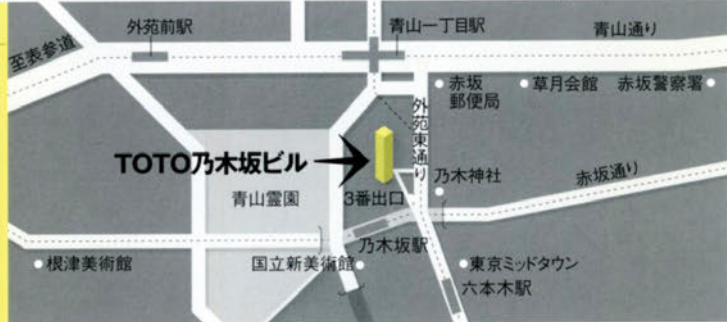 外苑前駅
青山一丁目駅
青山通り
至表参道
赤坂
郵便局
草月会館
赤坂警察署
外苑東通り
TOTO乃木坂ビル
青山霊園
3番出口
乃木神社
赤坂通り
乃木坂駅
根津美術館
国立新美術館
東京ミッドタウン
六本木駅